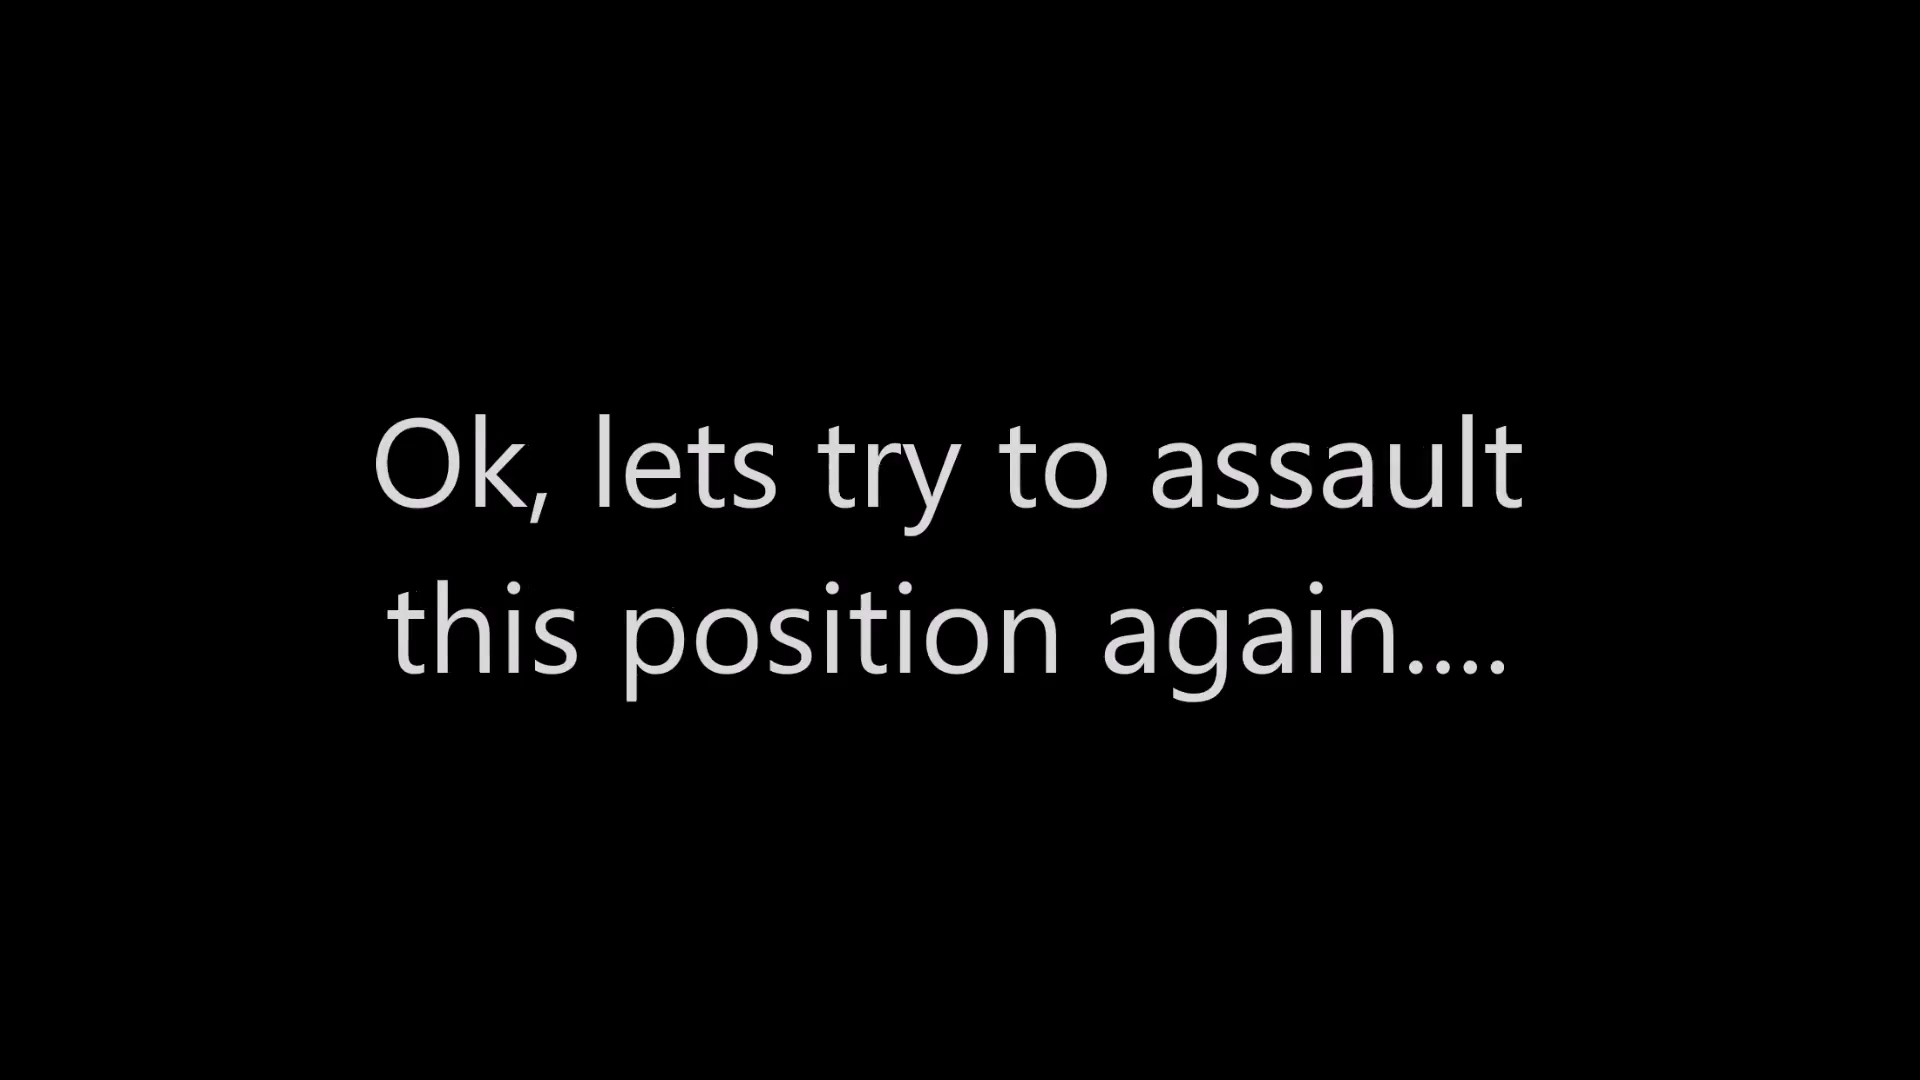 Ok, lets try to assault
this position again....